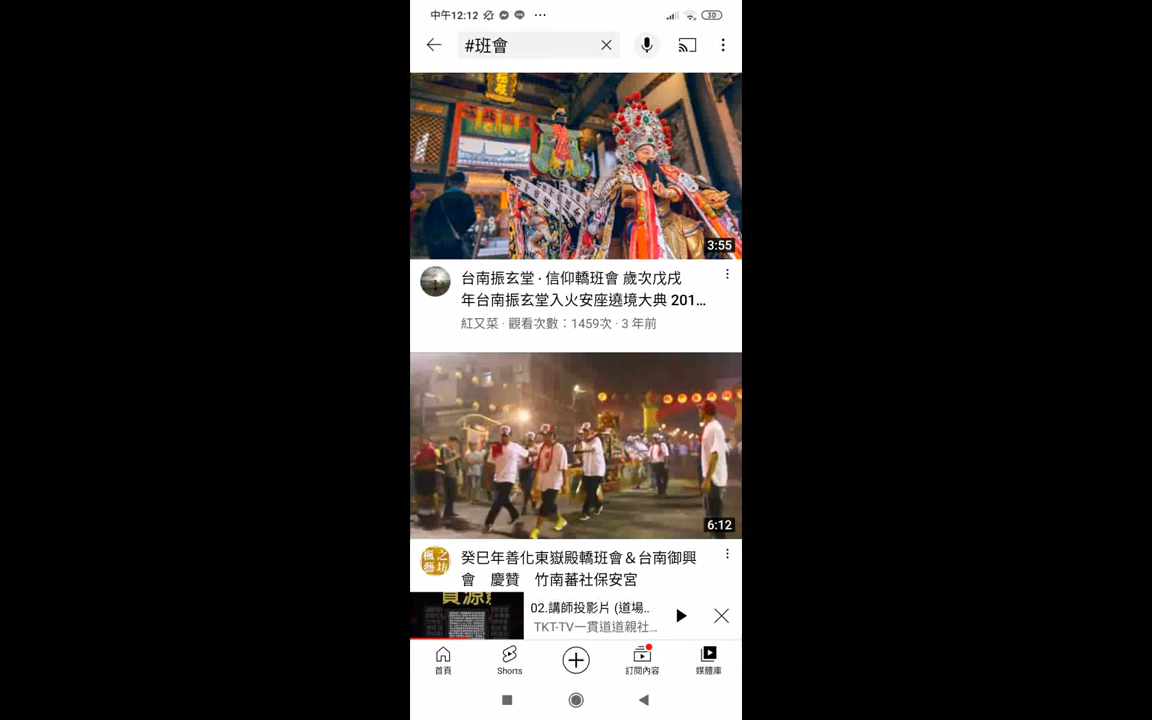 中午12:12 ...
30
#班會
3:55
台南振玄堂 · 信仰轎班會 歲次戊戌
年台南振玄堂入火安座遶境大典 201...
紅又菜 · 觀看次數：1459次 · 3 年前
6:12
癸巳年善化東嶽殿轎班會＆台南御興
會　慶贊　竹南蕃社保安宮
02.講師投影片 (道場..
TKT-TV一貫道道親社...
首頁
Shorts
訂閱內容
媒體庫